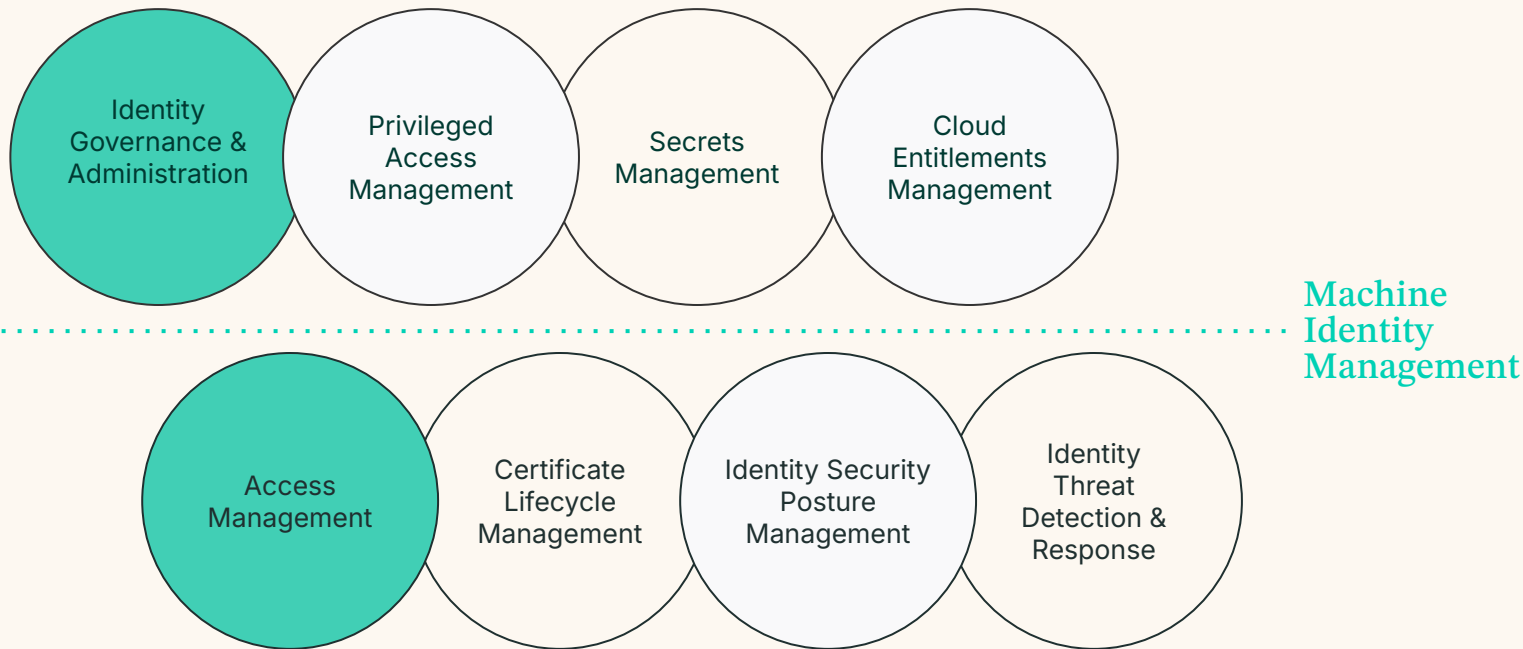 Identity
Governance &
Administration
Privileged
Access
Management
Secrets
Management
Cloud
Entitlements
Management
Machine
Identity
Management
Access
Management
Certificate
Lifecycle
Management
Identity Security
Posture
Management
Identity
Threat
Detection &
Response